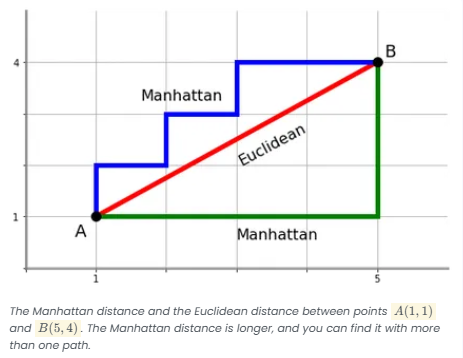 B
4
Manhattan
Euclidean
1
A
Manhattan
1
5
The Manhattan distance and the Euclidean distance between points A(1,1)
and B(5,4). The Manhattan distance is longer, and you can find it with more
than one path.